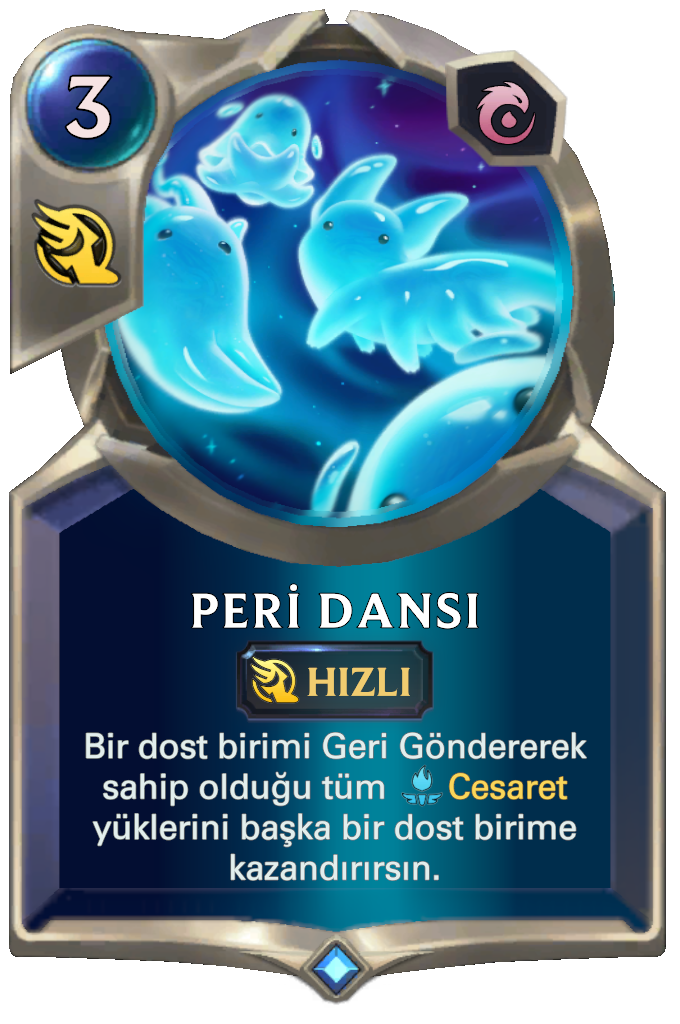 3
PERİ DANSI
HIZLI
Bir dost birimi Geri Göndererek
sahip olduğu tüm Cesaret
yüklerini başka bir dost birime
kazandırırsın.